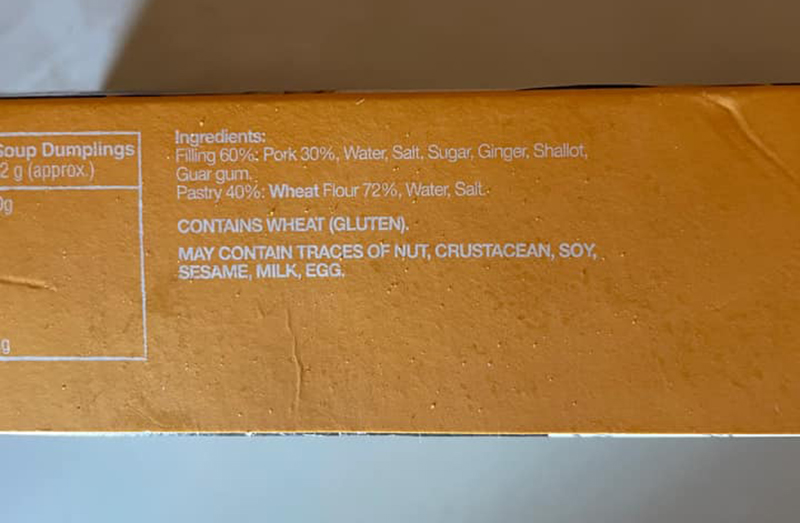 Soup Dumplings
2 g (approx.)
0g
g
Ingredients:
Filling 60%: Pork 30%, Water, Salt, Sugar, Ginger, Shallot,
Guar gum.
Pastry 40%: Wheat Flour 72%, Water, Salt.
CONTAINS WHEAT (GLUTEN).
MAY CONTAIN TRACES OF NUT, CRUSTACEAN, SOY,
SESAME, MILK, EGG.